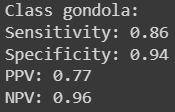 Class gondola:
Sensitivity: 0.86
Specificity: 0.94
PPV: 0.77
NPV: 0.96